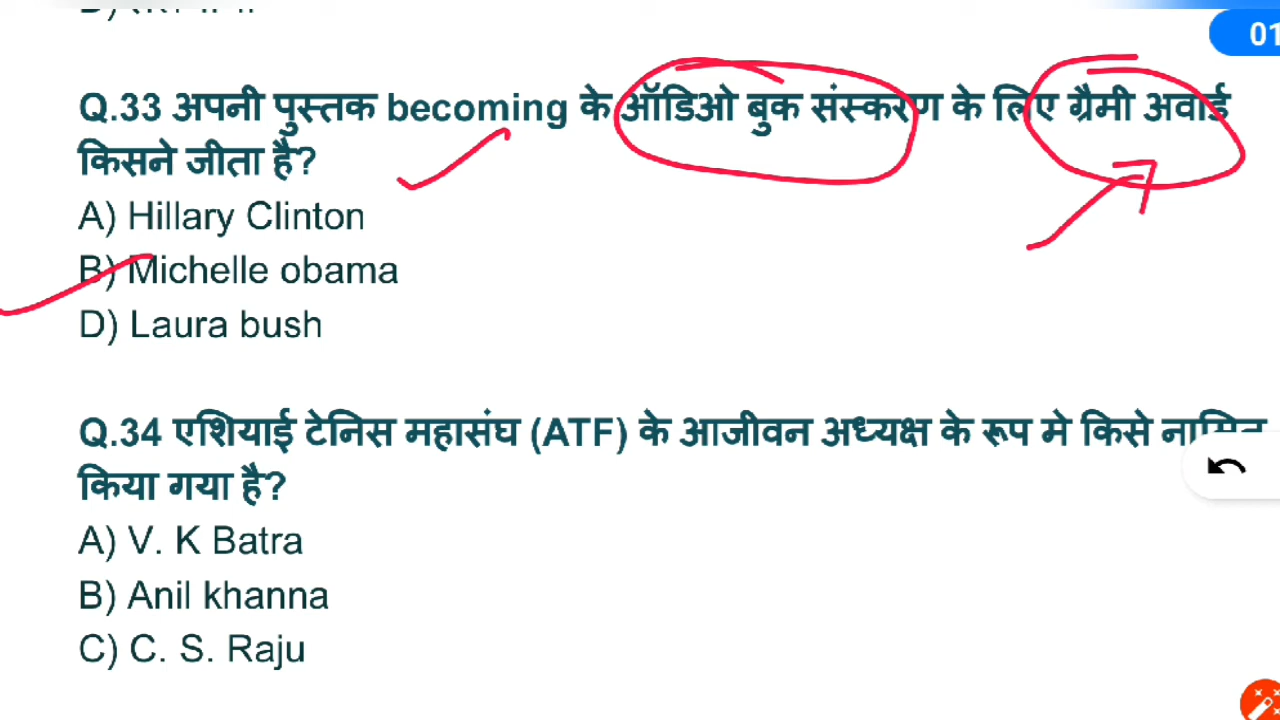 01
Q.33 अपनी पुस्तक becoming के ऑडिओ बुक संस्करण के लिए ग्रैमी अवार्ड
किसने जीता है?
A) Hillary Clinton
B) Michelle obama
D) Laura bush
Q.34 एशियाई टेनिस महासंघ (ATF) के आजीवन अध्यक्ष के रूप मे किसे नामित
किया गया है?
A) V. K Batra
B) Anil khanna
C) C. S. Raju